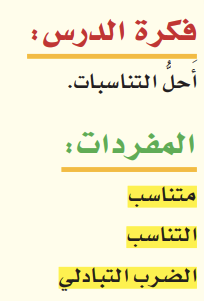 فكرة الدرس:
أَحلُّ التناسبات.
المفردات:
متناسب
التناسب
الضرب التبادلي